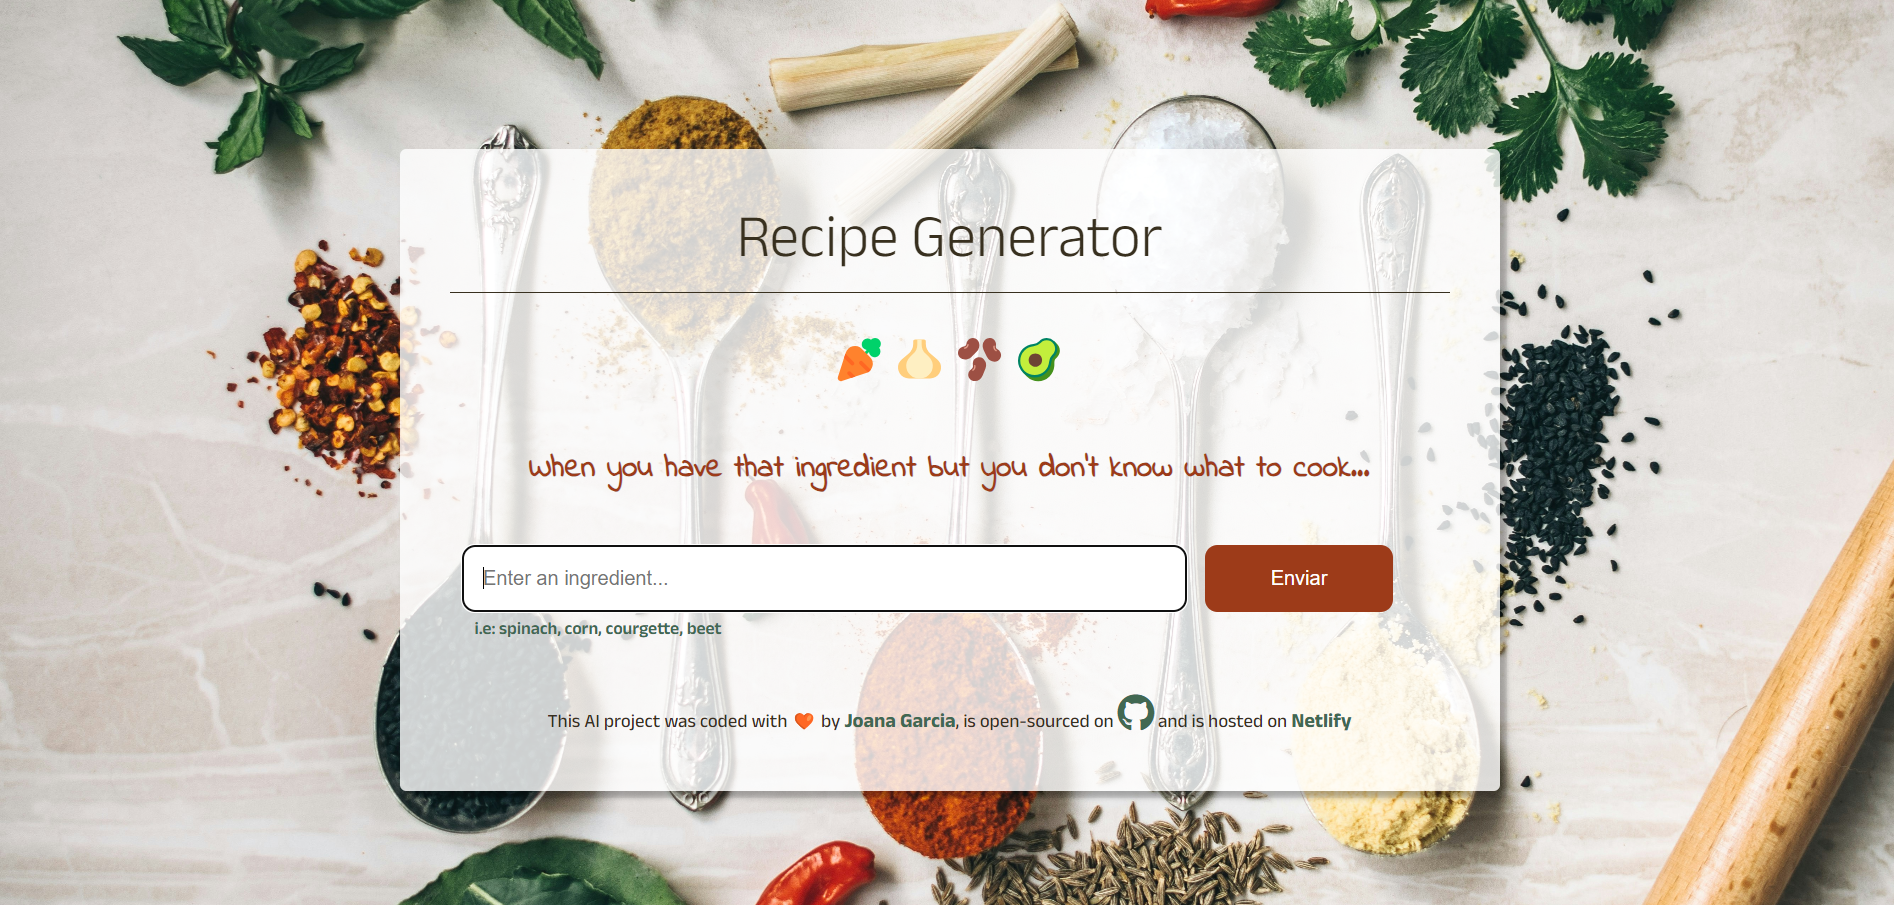 Recipe Generator
when you have that ingredient but you don't know what to cook...
Enter an ingredient...
Enviar
i.e: spinach, corn, courgette, beet
This AI project was coded with 🧡 by Joana Garcia, is open-sourced on and is hosted on Netlify